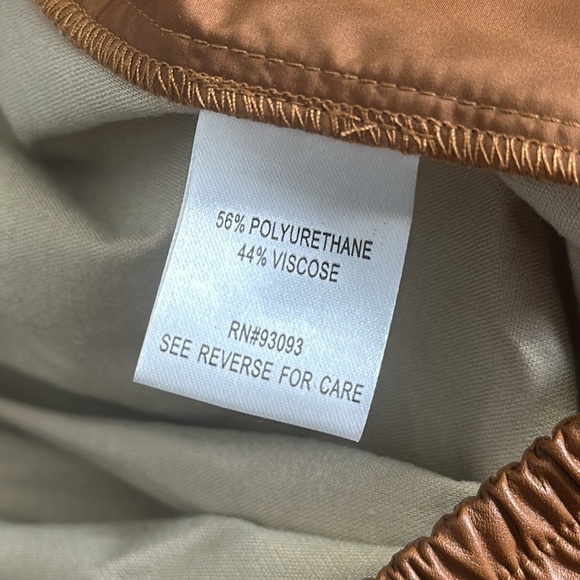 56% POLYURETHANE
44% VISCOSE
RN#93093
SEE REVERSE FOR CARE